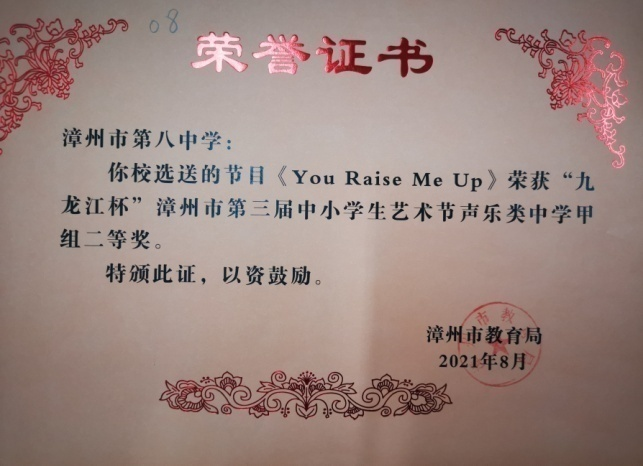 08
荣誉证书
漳州市第八中学：
你校选送的节目《You Raise Me Up》荣获“九
龙江杯”漳州市第三届中小学生艺术节声乐类中学甲
组二等奖。
特颁此证，以资鼓励。
漳州市教育局
2021年8月